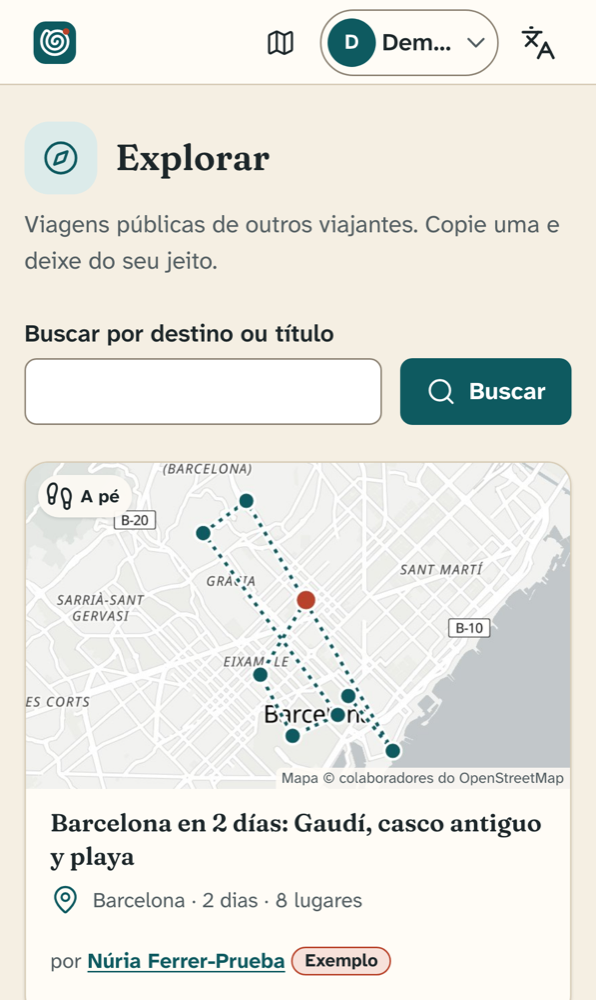 D Dem...
Explorar
Viagens públicas de outros viajantes. Copie uma e
deixe do seu jeito.
Buscar por destino ou título
Buscar
(BARCELONA)
A pé
B-20
GRÀCIA
SANT MARTÍ
SARRIÀ-SANT
GERVASI
B-10
EIXAMPLE
ES CORTS
Barcelona
Mapa © colaboradores do OpenStreetMap
Barcelona en 2 días: Gaudí, casco antiguo
y playa
Barcelona · 2 dias · 8 lugares
por Núria Ferrer-Prueba Exemplo